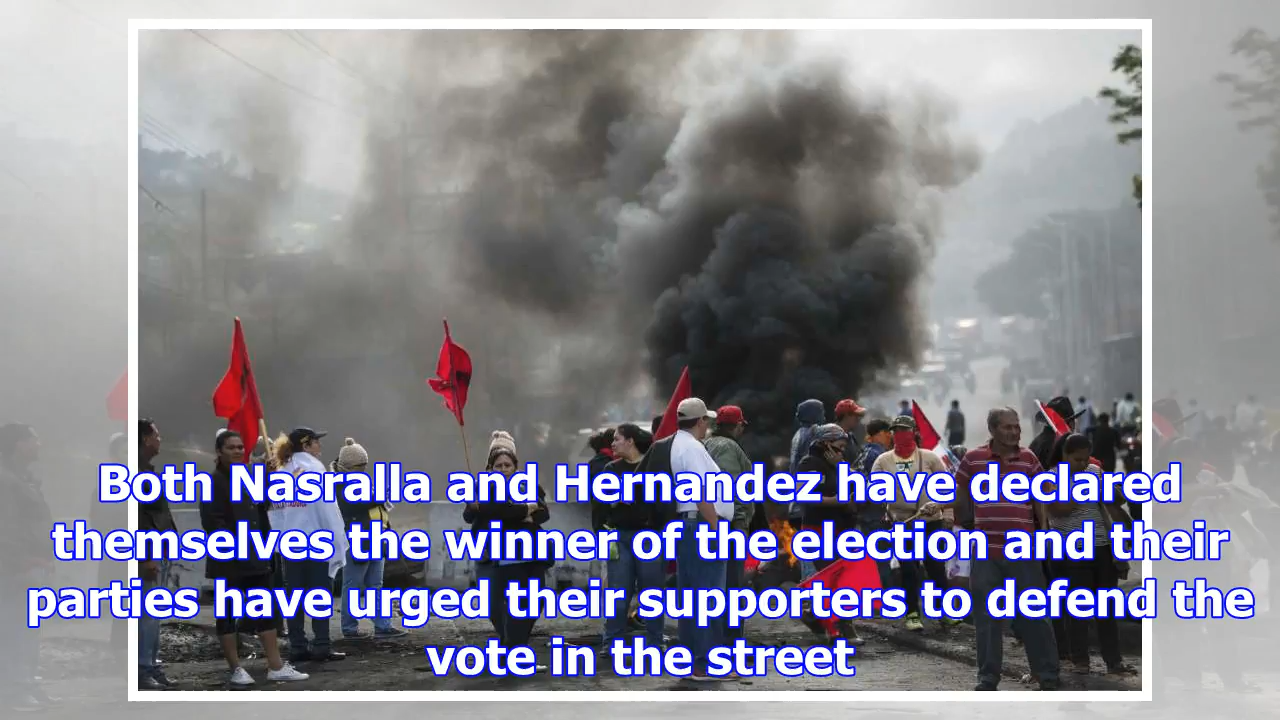 Both Nasralla and Hernandez have declared
themselves the winner of the election and their
parties have urged their supporters to defend the
vote in the street